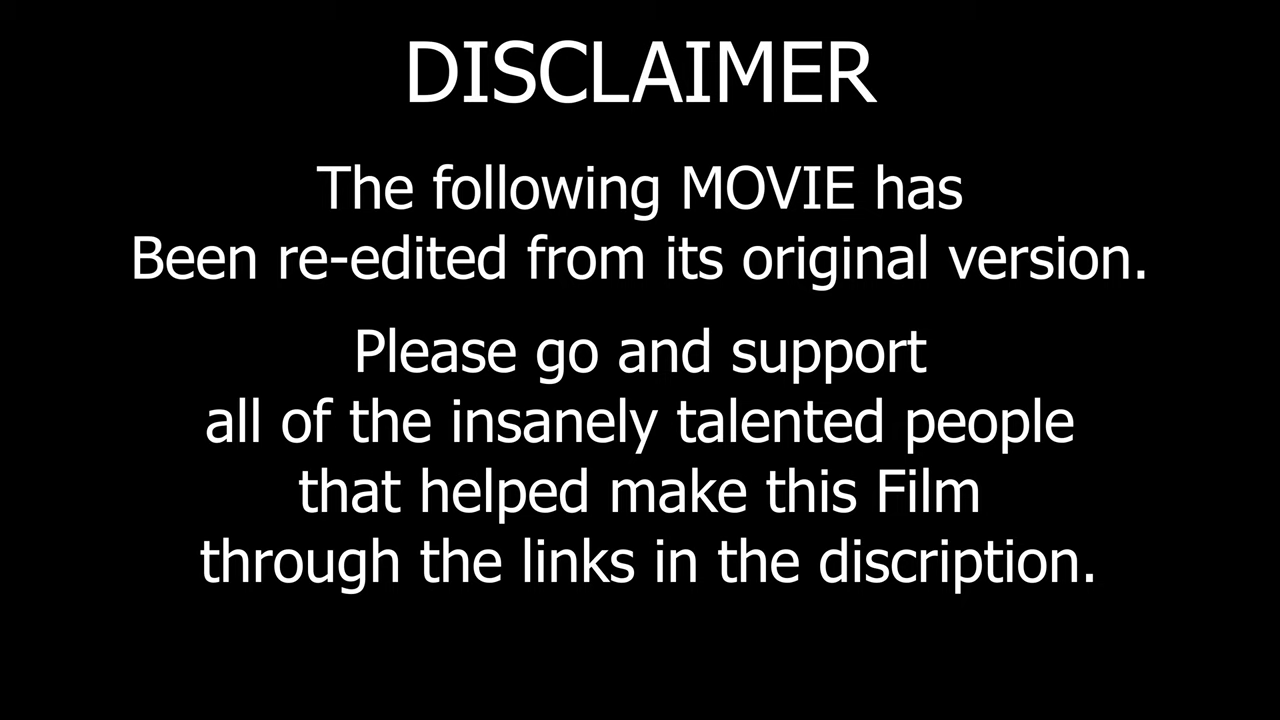 DISCLAIMER
The following MOVIE has
Been re-edited from its original version.
Please go and support
all of the insanely talented people
that helped make this Film
through the links in the discription.